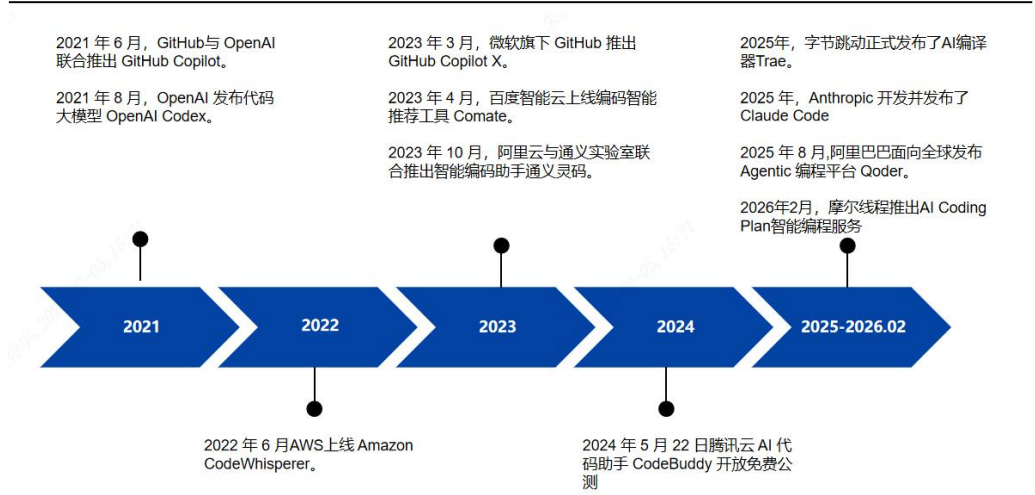 2021 年 6 月，GitHub与 OpenAI
联合推出 GitHub Copilot。
2021 年 8 月，OpenAI 发布代码
大模型 OpenAI Codex。
2023 年 3 月，微软旗下 GitHub 推出
GitHub Copilot X。
2023 年 4 月，百度智能云上线编码智能
推荐工具 Comate。
2023 年 10 月，阿里云与通义实验室联
合推出智能编码助手通义灵码。
2025年，字节跳动正式发布了AI编译
器Trae。
2025 年，Anthropic 开发并发布了
Claude Code
2025 年 8 月,阿里巴巴面向全球发布
Agentic 编程平台 Qoder。
2026年2月，摩尔线程推出AI Coding
Plan智能编程服务
2021
2022
2023
2024
2025-2026.02
2022 年 6 月AWS上线 Amazon
CodeWhisperer。
2024 年 5 月 22 日腾讯云 AI 代
码助手 CodeBuddy 开放免费公
测